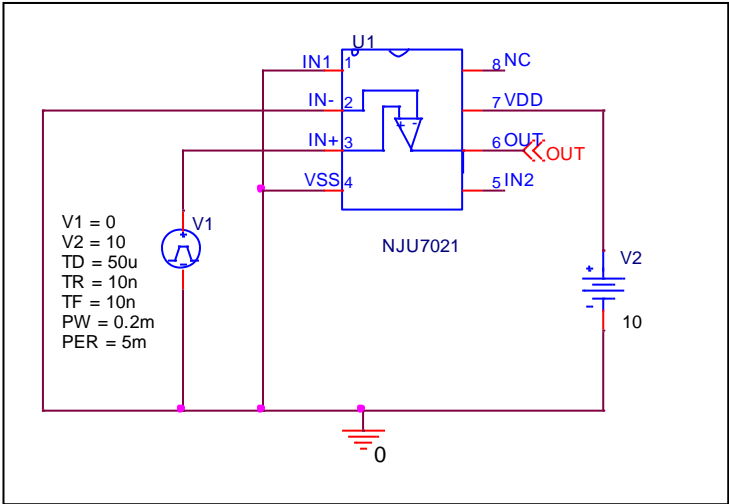 U1
IN1
1
8 NC
IN-
2
7 VDD
+ -
IN+
3
6 OUT
OUT
VSS
4
5 IN2
NJU7021
V1 = 0
V2 = 10
TD = 50u
TR = 10n
TF = 10n
PW = 0.2m
PER = 5m
V1
+
-
V2
+
-
10
0